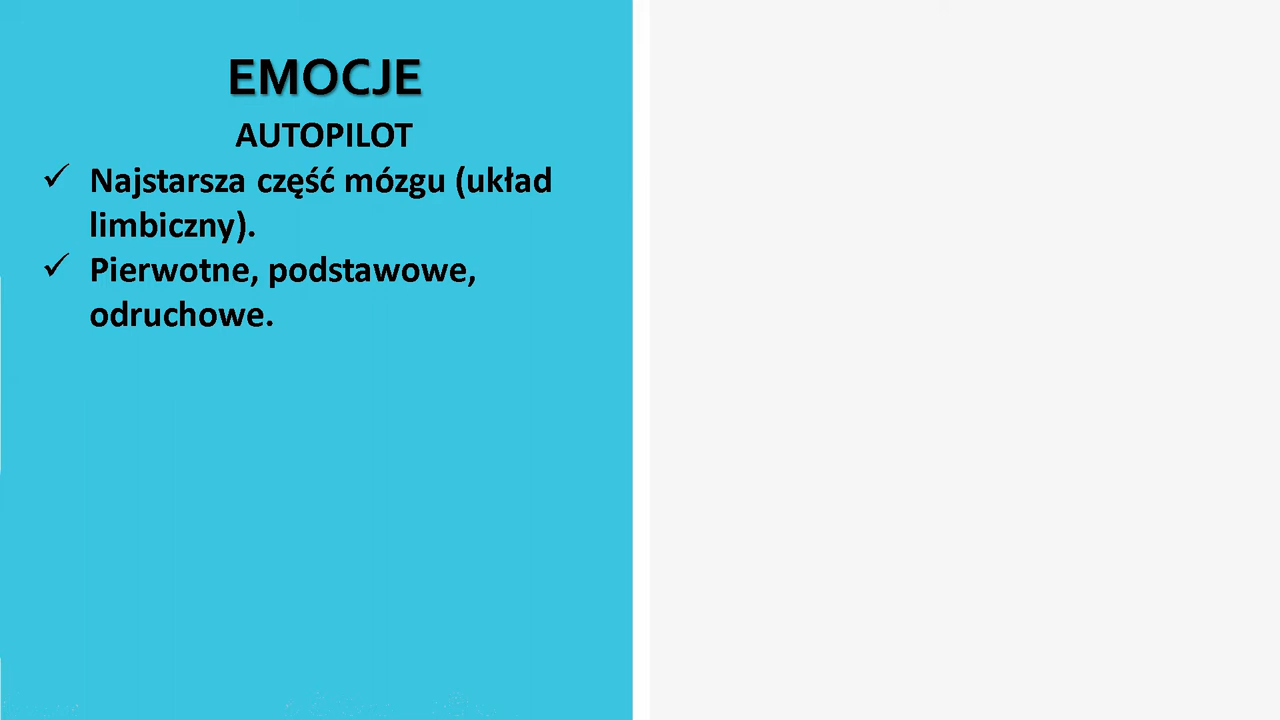 EMOCJE
AUTOPILOT
✓ Najstarsza część mózgu (układ
limbiczny).
✓ Pierwotne, podstawowe,
odruchowe.